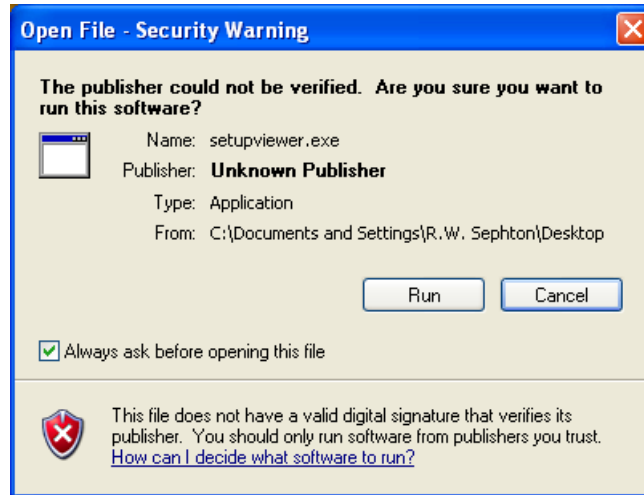 Open File - Security Warning
The publisher could not be verified.  Are you sure you want to
run this software?
Name: setupviewer.exe
Publisher: Unknown Publisher
Type: Application
From: C:\Documents and Settings\R.W. Sephton\Desktop
Run Cancel
Always ask before opening this file
This file does not have a valid digital signature that verifies its
publisher.  You should only run software from publishers you trust.
How can I decide what software to run?